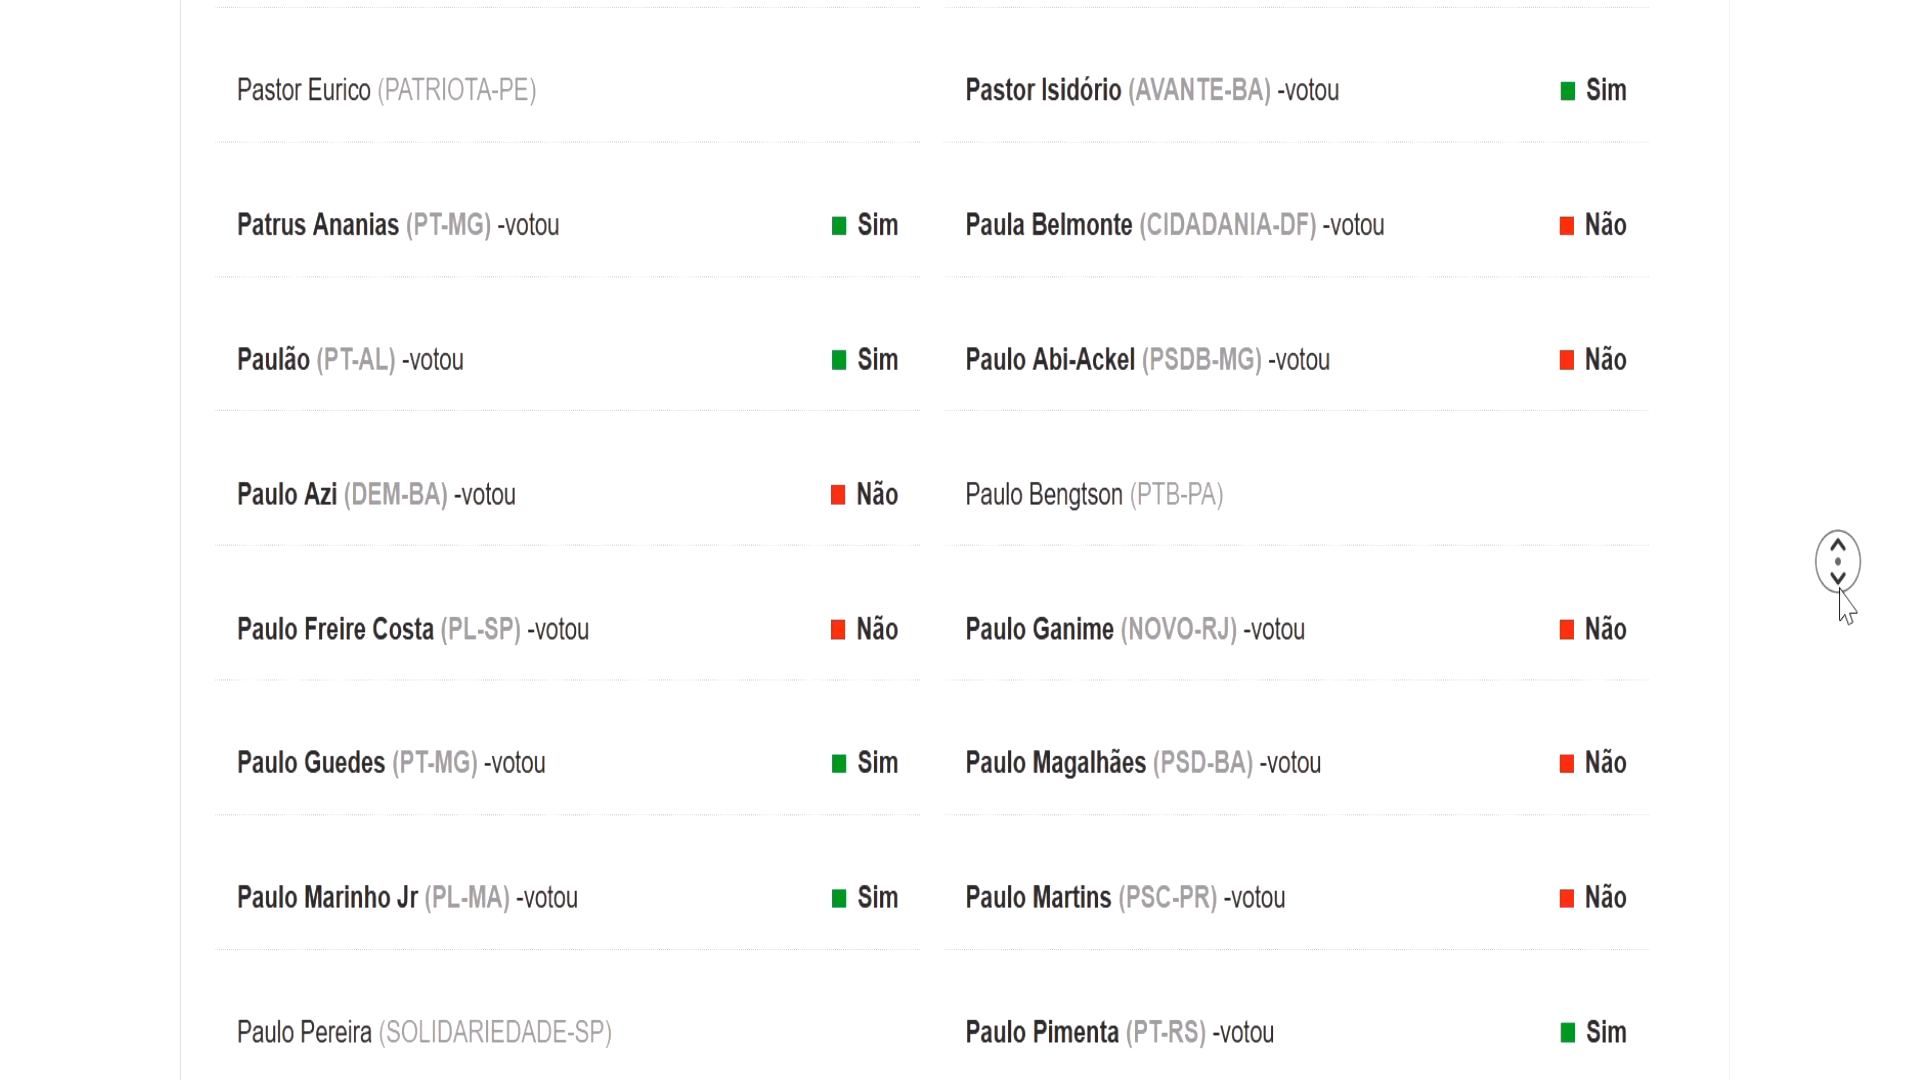 Pastor Eurico (PATRIOTA-PE)
Pastor Isidório (AVANTE-BA) -votou Sim
Patrus Ananias (PT-MG) -votou Sim
Paula Belmonte (CIDADANIA-DF) -votou Não
Paulão (PT-AL) -votou Sim
Paulo Abi-Ackel (PSDB-MG) -votou Não
Paulo Azi (DEM-BA) -votou Não
Paulo Bengtson (PTB-PA)
Paulo Freire Costa (PL-SP) -votou Não
Paulo Ganime (NOVO-RJ) -votou Não
Paulo Guedes (PT-MG) -votou Sim
Paulo Magalhães (PSD-BA) -votou Não
Paulo Marinho Jr (PL-MA) -votou Sim
Paulo Martins (PSC-PR) -votou Não
Paulo Pereira (SOLIDARIEDADE-SP)
Paulo Pimenta (PT-RS) -votou Sim